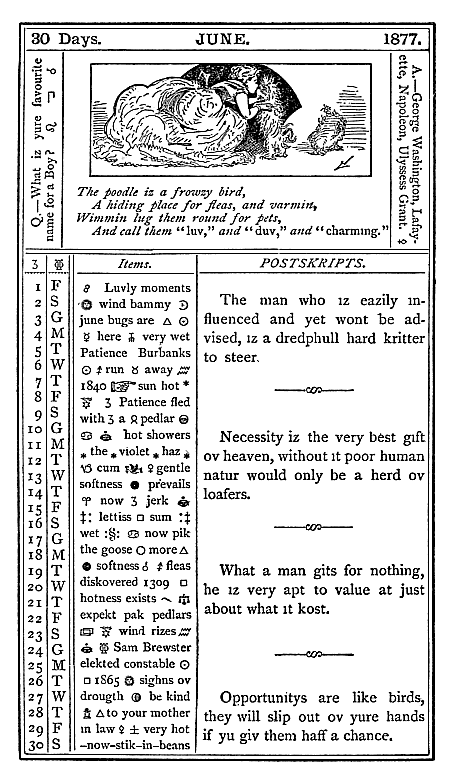 30 Days.
JUNE.
1877.
Q.—What iz yure favourite ♌ □ ♉
name for a Boy?
A.—George Washington, Lafay-
ette, Napoleon, Ulyssess Grant. ♀
The poodle iz a frowzy bird,
A hiding place for fleas, and varmin,
Wimmin lug them round for pets,
And call them "luv," and "duv," and "charming."
3
Items.
1 F Luvly moments
2 S wind bammy ☽
3 G june bugs are △ ⊙
4 M ☿ here very wet
5 T Patience Burbanks
6 W ⊙ run ♉ away ♒
7 T 1840 ☞ sun hot *
8 F 3 Patience fled
9 S with 3 a pedlar
10 G ♋ hot showers
11 M * the * violet * haz *
12 T ♑ cum ♀ gentle
13 W softness ● prevails
14 T ♈ now 3 jerk
15 F ‡: lettiss □ sum :‡
16 S wet :§: ♋ now pik
17 G the goose ○ more △
18 M ● softness fleas
19 T diskovered 1309 □
20 W hotness exists ♎
21 T expekt pak pedlars
22 F wind rizes ♒
23 S Sam Brewster
24 G elekted constable ⊙
25 M □ 1865 sighns ov
26 T drougth be kind
27 W △ to your mother
28 T in law ♀ ± very hot
29 F –now–stik–in–beans
30 S
POSTSKRIPTS.
The man who iz eazily in-
fluenced and yet wont be ad-
vised, iz a dredphull hard kritter
to steer.
Necessity iz the very best gift
ov heaven, without it poor human
natur would only be a herd ov
loafers.
What a man gits for nothing,
he iz very apt to value at just
about what it kost.
Opportunitys are like birds,
they will slip out ov yure hands
if yu giv them haff a chance.